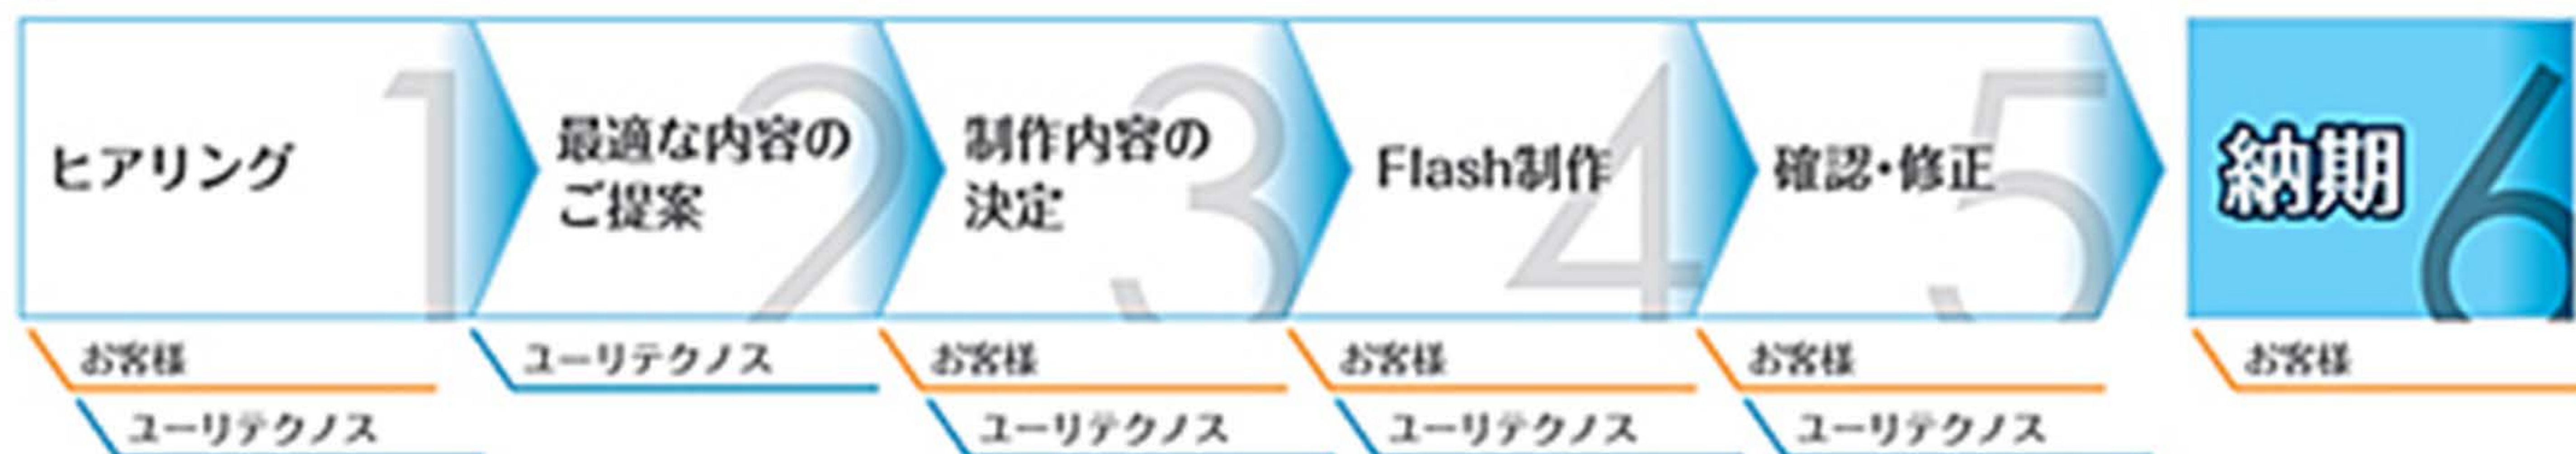 ヒアリング
1
最適な内容の
ご提案
2
制作内容の
決定
3
Flash制作
4
確認・修正
5
納期
6
お客様
ユーリテクノス
ユーリテクノス
お客様
ユーリテクノス
お客様
ユーリテクノス
お客様
ユーリテクノス
お客様